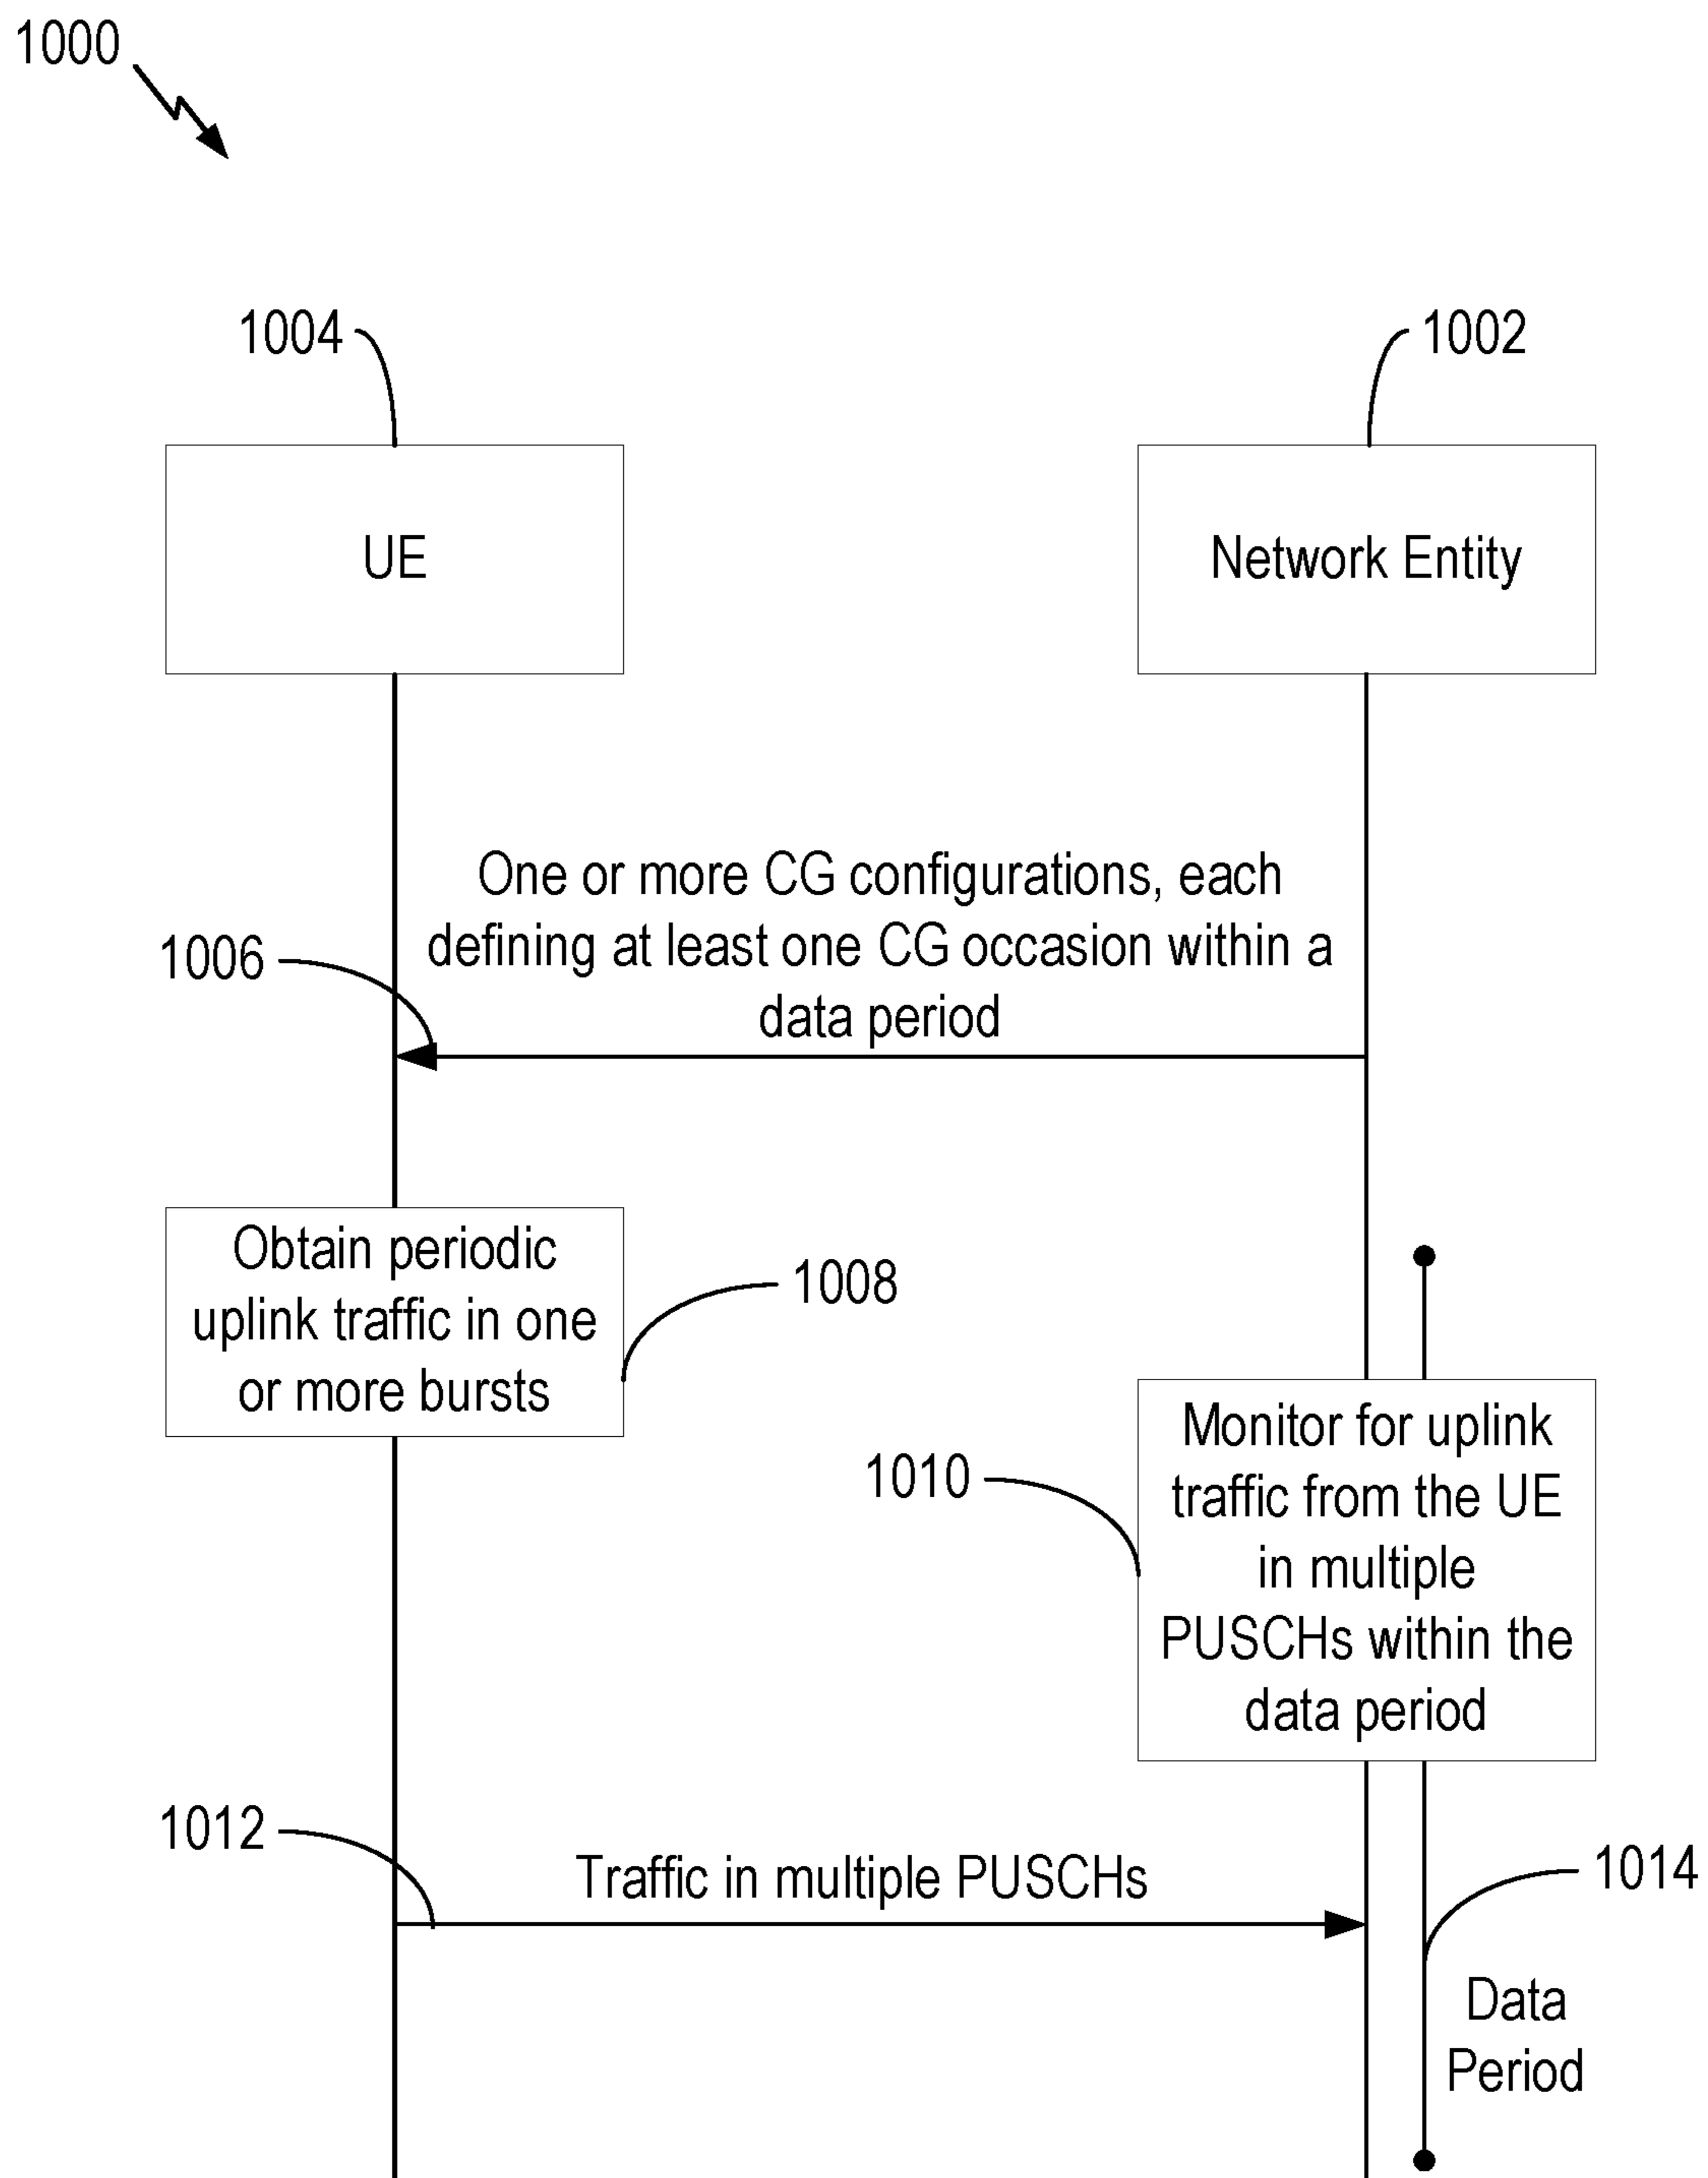 1000
1004
1002
UE
Network Entity
One or more CG configurations, each
defining at least one CG occasion within a
data period
1006
Obtain periodic
uplink traffic in one
or more bursts
1008
Monitor for uplink
traffic from the UE
in multiple
PUSCHs within the
data period
1010
1012
Traffic in multiple PUSCHs
1014
Data
Period